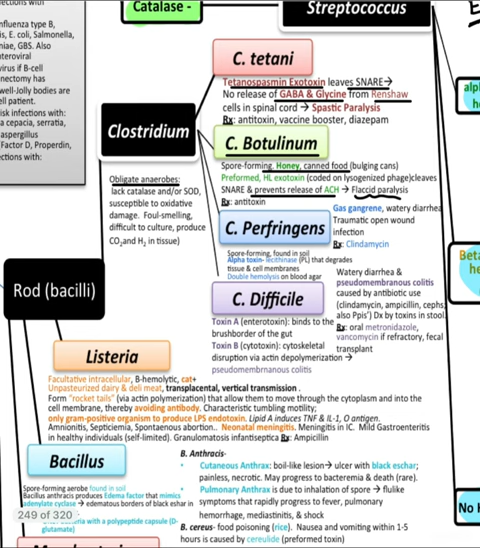 ections with
Catalase -
Streptococcus
nfluenza type B,
is, E. coli, Salmonella,
niae, GBS. Also
nteroviral
virus if B-cell
nectomy has
well-Jolly bodies are
ell patient.
isk infections with:
a cepacia, serratia,
aspergillus
(Factor D, Properdin,
ections with:
Clostridium
Obligate anaerobes:
lack catalase and/or SOD,
susceptible to oxidative
damage. Foul-smelling,
difficult to culture, produce
CO₂and H₂ in tissue)
C. tetani
Tetanospasmin Exotoxin leaves SNARE→
No release of GABA & Glycine from Renshaw
cells in spinal cord → Spastic Paralysis
Rx: antitoxin, vaccine booster, diazepam
C. Botulinum
Spore-forming, Honey, canned food (bulging cans)
Preformed, HL exotoxin (coded on lysogenized phage)cleaves
SNARE & prevents release of ACH → Flaccid paralysis
Rx: antitoxin
C. Perfringens
Gas gangrene, watery diarrhea
Traumatic open wound
infection
Rx: Clindamycin
Spore-forming, found in soil
Alpha toxin- lecithinase (PL) that degrades
tissue & cell membranes
Double hemolysis on blood agar
C. Difficile
Watery diarrhea &
pseudomembranous colitis
caused by antibiotic use
(clindamycin, ampicillin, cephs,
also Ppis') Dx by toxins in stool.
Rx: oral metronidazole,
vancomycin if refractory, fecal
transplant
Toxin A (enterotoxin): binds to the
brushborder of the gut
Toxin B (cytotoxin): cytoskeletal
disruption via actin depolymerization →
pseudomembranous colitis
Rod (bacilli)
Listeria
Facultative intracellular, B-hemolytic, cat+
Unpasteurized dairy & deli meat, transplacental, vertical transmission .
Form "rocket tails" (via actin polymerization) that allow them to move through the cytoplasm and into the
cell membrane, thereby avoiding antibody. Characteristic tumbling motility;
only gram-positive organism to produce LPS endotoxin. Lipid A induces TNF & IL-1, O antigen.
Amnionitis, Septicemia, Spontaenous abortion.. Neonatal meningitis. Meningitis in IC. Mild Gastroenteritis
in healthy individuals (self-limited). Granulomatosis infantiseptica Rx: Ampicillin
Bacillus
Spore-forming aerobe found in soil
Bacillus anthracis produces Edema factor that mimics
adenylate cyclase → edematous borders of black eschar in
with a polypeptide capsule (D-
glutamate)
249 of 320
B. Anthracis-
• Cutaneous Anthrax: boil-like lesion→ ulcer with black eschar;
painless, necrotic. May progress to bacteremia & death (rare).
• Pulmonary Anthrax is due to inhalation of spore → flulike
symptoms that rapidly progress to fever, pulmonary
hemorrhage, mediastinitis, & shock
B. cereus- food poisoning (rice). Nausea and vomiting within 1-5
hours is caused by cereulide (preformed toxin)
alp
h
Beta
he
No H